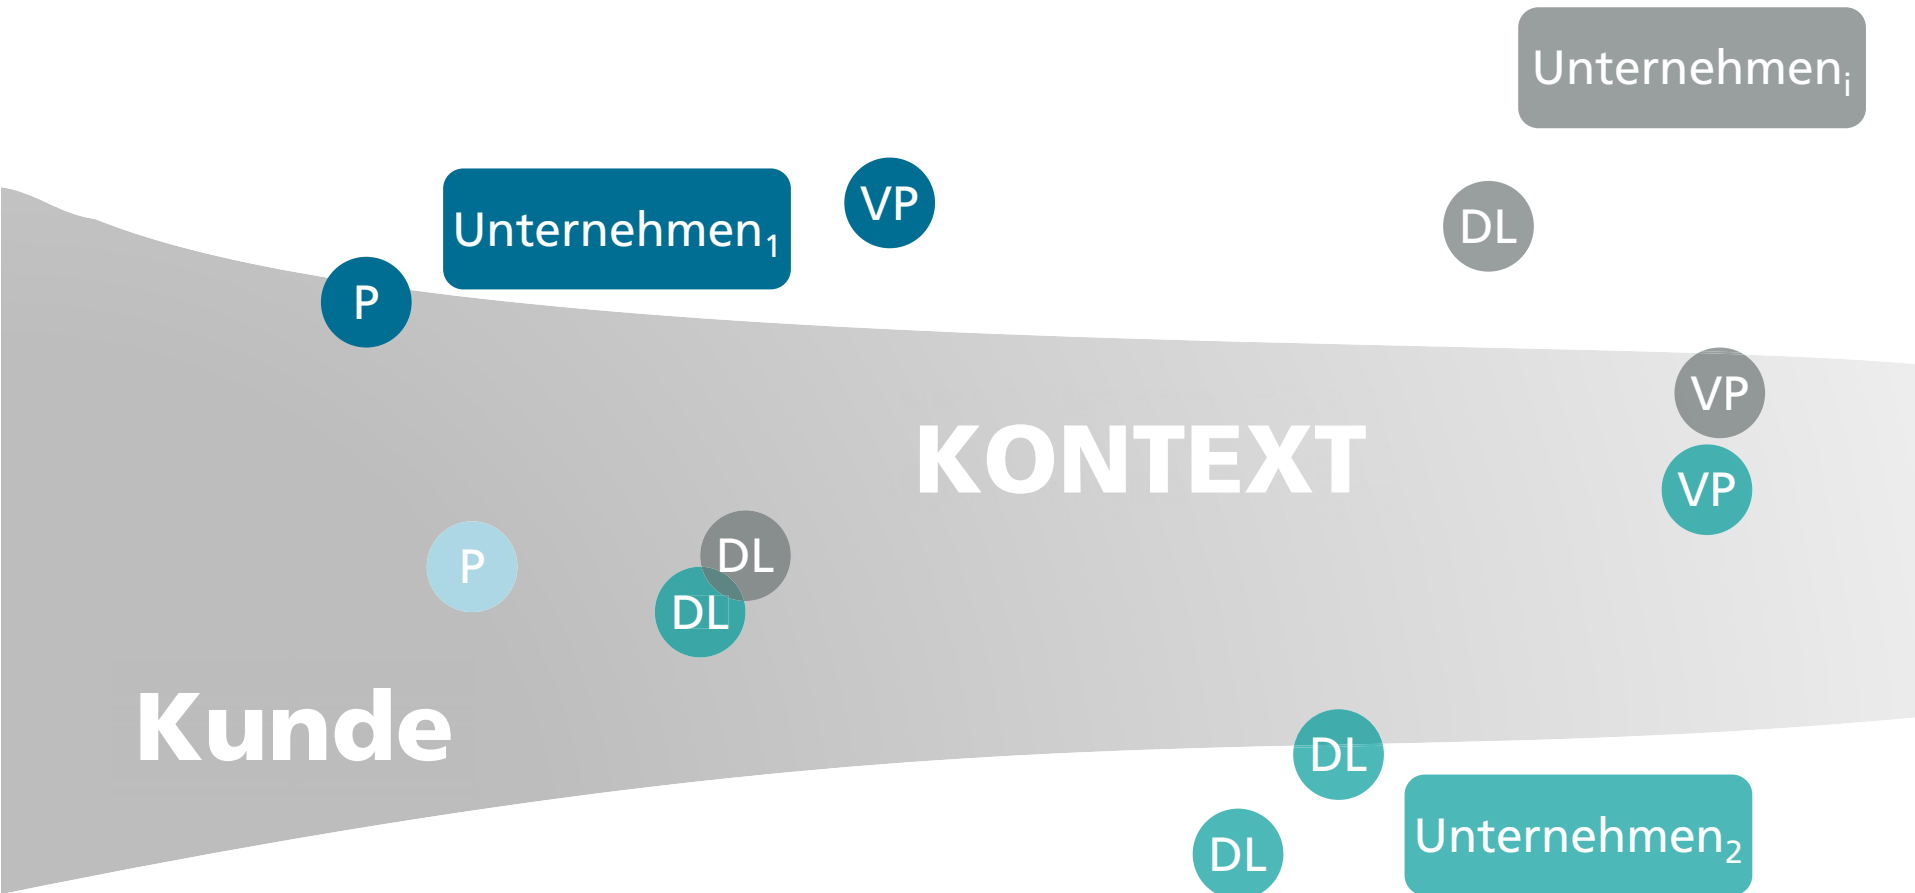 Unternehmenᵢ
VP
Unternehmen₁
DL
P
VP
KONTEXT
VP
DL
P
DL
Kunde
DL
Unternehmen₂
DL